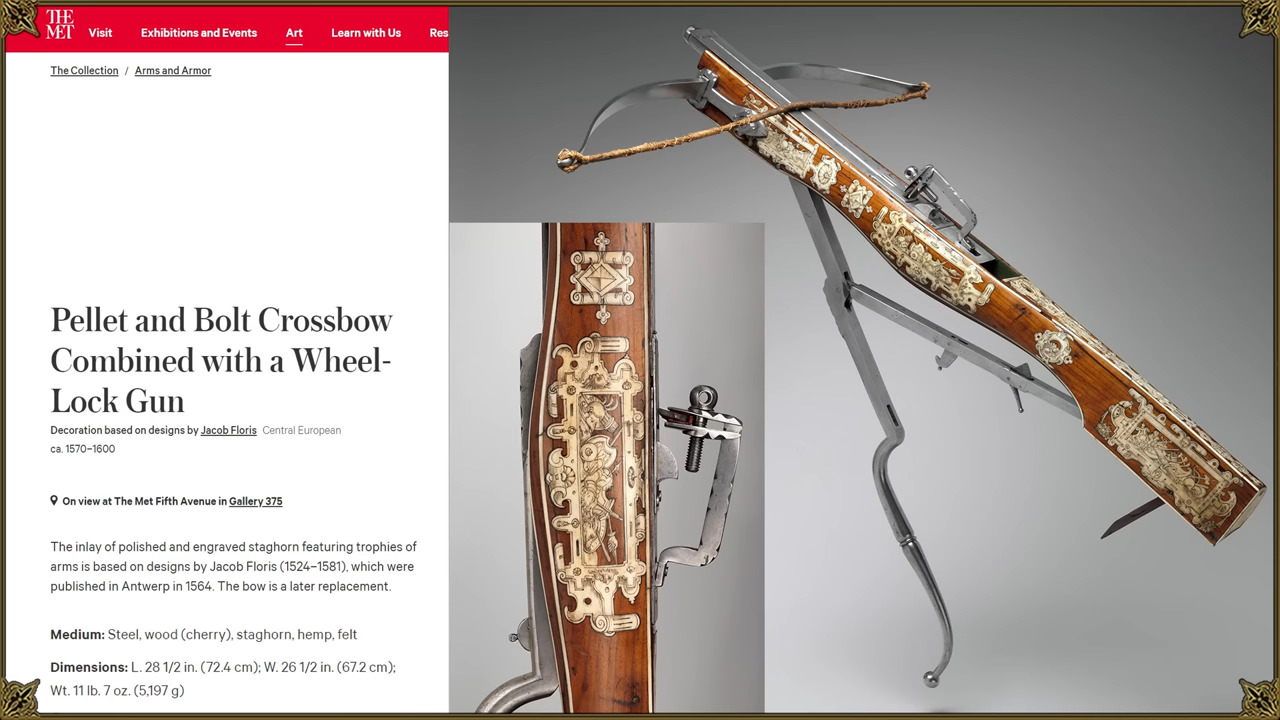 THE
MET
Visit Exhibitions and Events Art Learn with Us Res
The Collection / Arms and Armor
Pellet and Bolt Crossbow
Combined with a Wheel-
Lock Gun
Decoration based on designs by Jacob Floris Central European
ca. 1570–1600
On view at The Met Fifth Avenue in Gallery 375
The inlay of polished and engraved staghorn featuring trophies of
arms is based on designs by Jacob Floris (1524–1581), which were
published in Antwerp in 1564. The bow is a later replacement.
Medium: Steel, wood (cherry), staghorn, hemp, felt
Dimensions: L. 28 1/2 in. (72.4 cm); W. 26 1/2 in. (67.2 cm);
Wt. 11 lb. 7 oz. (5,197 g)